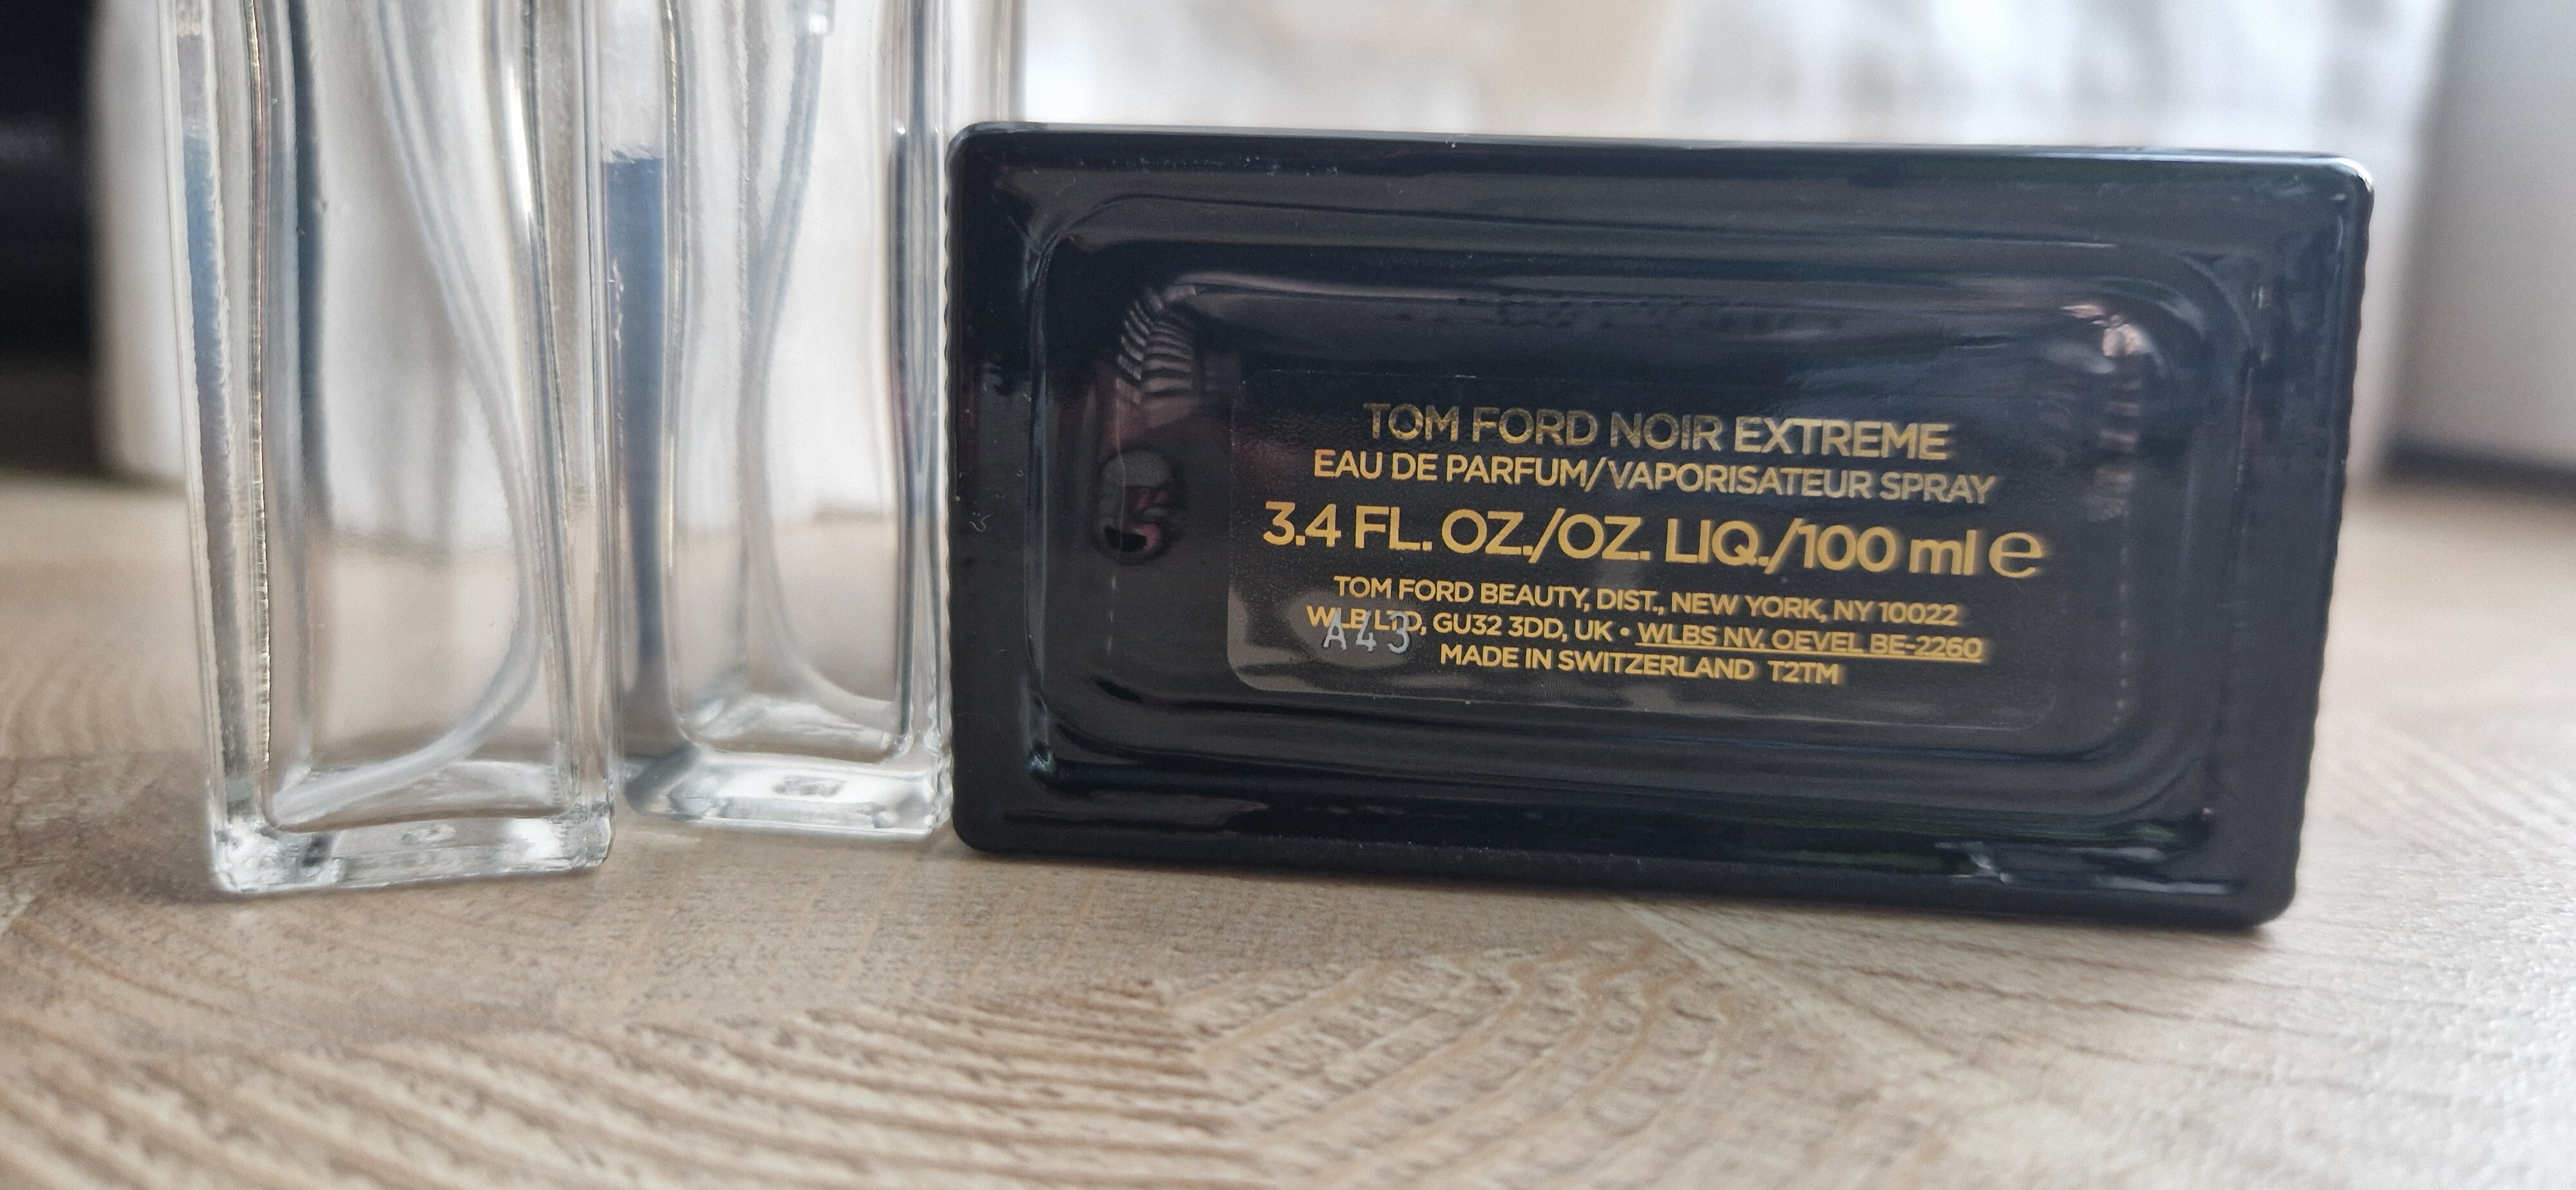 TOM FORD NOIR EXTREME
EAU DE PARFUM/VAPORISATEUR SPRAY
3.4 FL. OZ./OZ. LIQ./100 ml e
TOM FORD BEAUTY, DIST., NEW YORK, NY 10022
WLB LTD, GU32 3DD, UK • WLBS NV. OEVEL BE-2260
A43
MADE IN SWITZERLAND T2TM